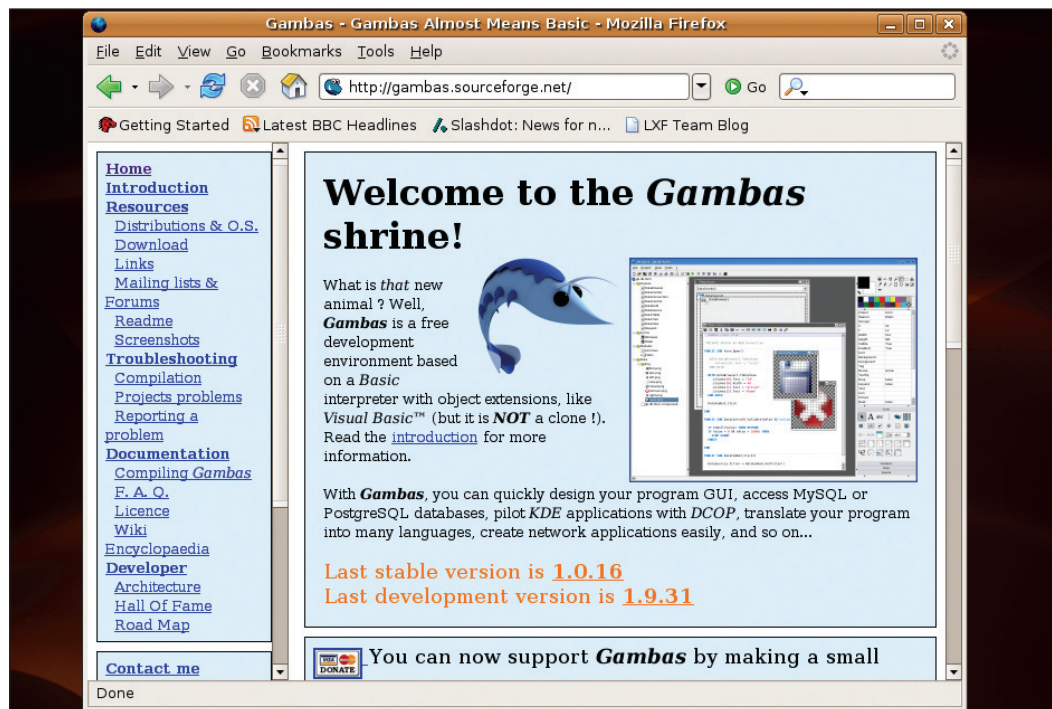 Gambas - Gambas Almost Means Basic - Mozilla Firefox
File Edit View Go Bookmarks Tools Help
http://gambas.sourceforge.net/
Go
Getting Started Latest BBC Headlines Slashdot: News for n... LXF Team Blog
Home
Introduction
Resources
Distributions & O.S.
Download
Links
Mailing lists &
Forums
Readme
Screenshots
Troubleshooting
Compilation
Projects problems
Reporting a
problem
Documentation
Compiling Gambas
F. A. Q.
Licence
Wiki
Encyclopaedia
Developer
Architecture
Hall Of Fame
Road Map
Contact me
Welcome to the Gambas
shrine!
What is that new
animal ? Well,
Gambas is a free
development
environment based
on a Basic
interpreter with object extensions, like
Visual Basic™ (but it is NOT a clone !).
Read the introduction for more
information.
With Gambas, you can quickly design your program GUI, access MySQL or
PostgreSQL databases, pilot KDE applications with DCOP, translate your program
into many languages, create network applications easily, and so on...
Last stable version is 1.0.16
Last development version is 1.9.31
VISA
DONATE
You can now support Gambas by making a small
Done